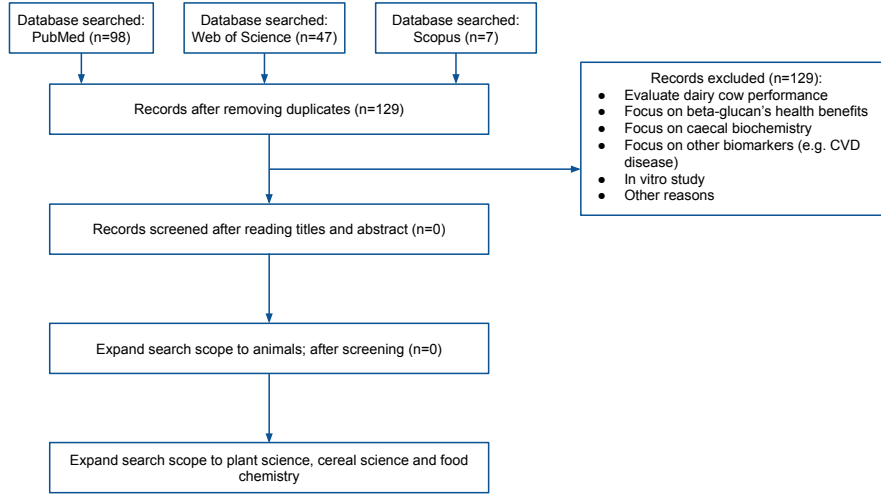 Database searched:
PubMed (n=98)
Database searched:
Web of Science (n=47)
Database searched:
Scopus (n=7)
Records after removing duplicates (n=129)
Records excluded (n=129):
● Evaluate dairy cow performance
● Focus on beta-glucan's health benefits
● Focus on caecal biochemistry
● Focus on other biomarkers (e.g. CVD
disease)
● In vitro study
● Other reasons
Records screened after reading titles and abstract (n=0)
Expand search scope to animals; after screening (n=0)
Expand search scope to plant science, cereal science and food
chemistry